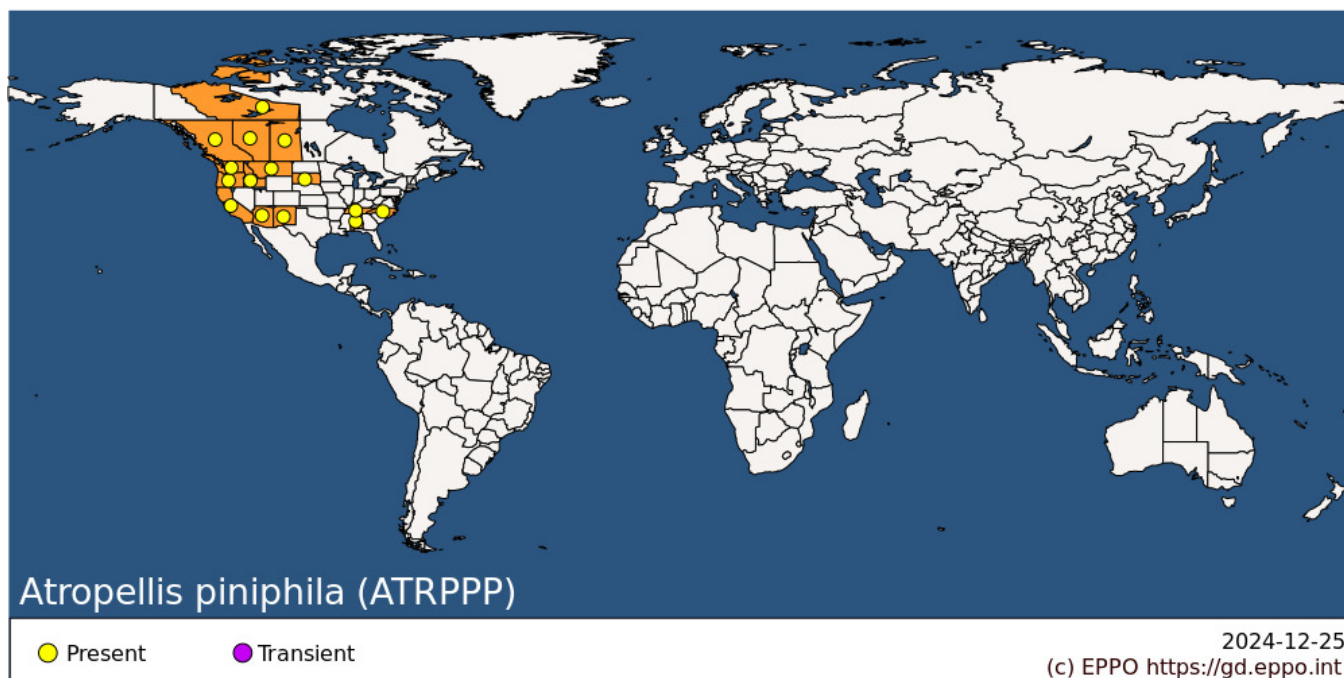 Atropellis piniphila (ATRPPP)
Present
Transient
2024-12-25
(c) EPPO https://gd.eppo.int